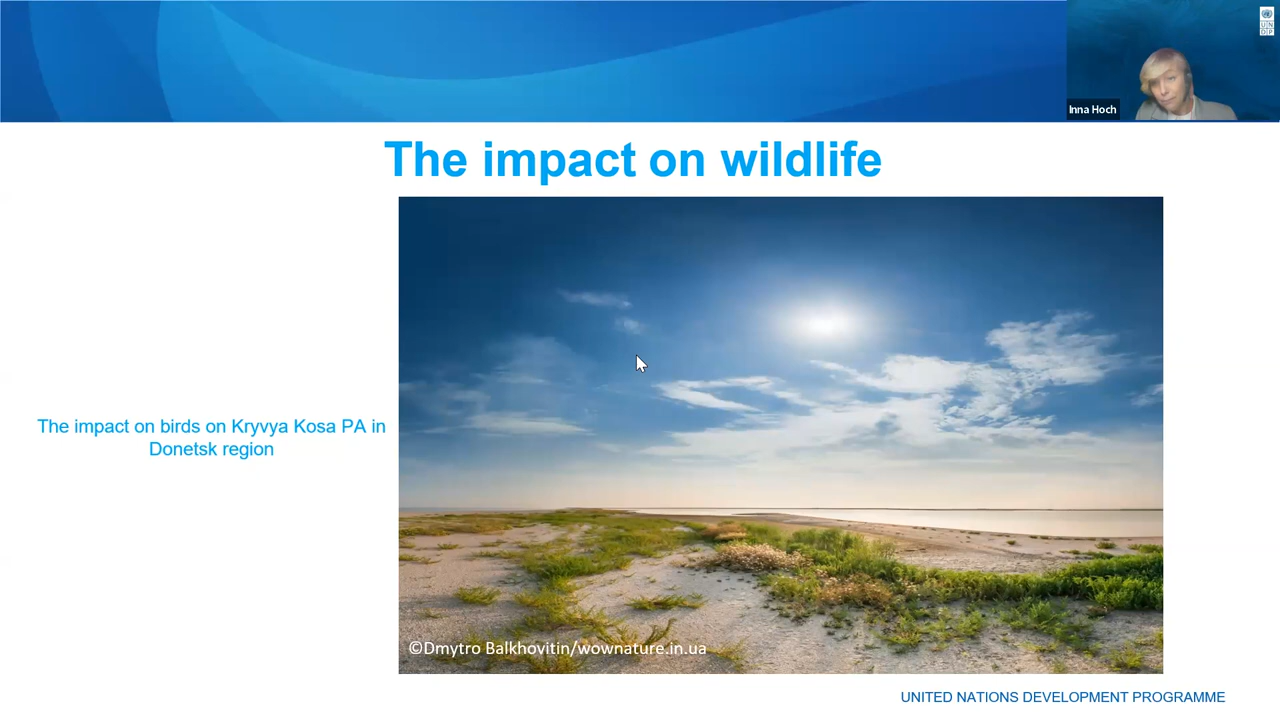 U N
D P
Inna Hoch
The impact on wildlife
The impact on birds on Kryvya Kosa PA in
Donetsk region
©Dmytro Balkhovitin/wownature.in.ua
UNITED NATIONS DEVELOPMENT PROGRAMME